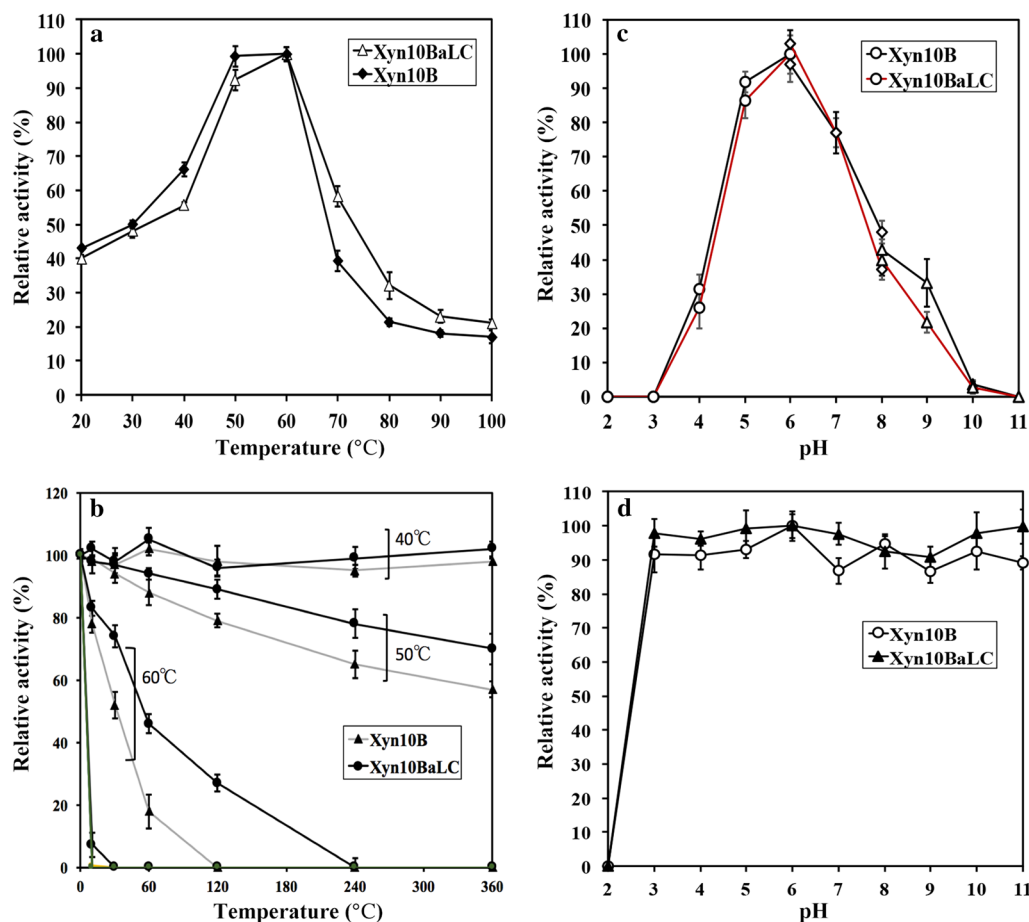 a
Xyn10BaLC
Xyn10B
Relative activity (%)
110
100
90
80
70
60
50
40
30
20
10
0
20 30 40 50 60 70 80 90 100
Temperature (°C)
c
Xyn10B
Xyn10BaLC
Relative activity (%)
110
100
90
80
70
60
50
40
30
20
10
0
2 3 4 5 6 7 8 9 10 11
pH
b
40℃
50℃
60℃
Xyn10B
Xyn10BaLC
Relative activity (%)
120
100
80
60
40
20
0
0 60 120 180 240 300 360
Temperature (°C)
d
Xyn10B
Xyn10BaLC
Relative activity (%)
110
100
90
80
70
60
50
40
30
20
10
0
2 3 4 5 6 7 8 9 10 11
pH